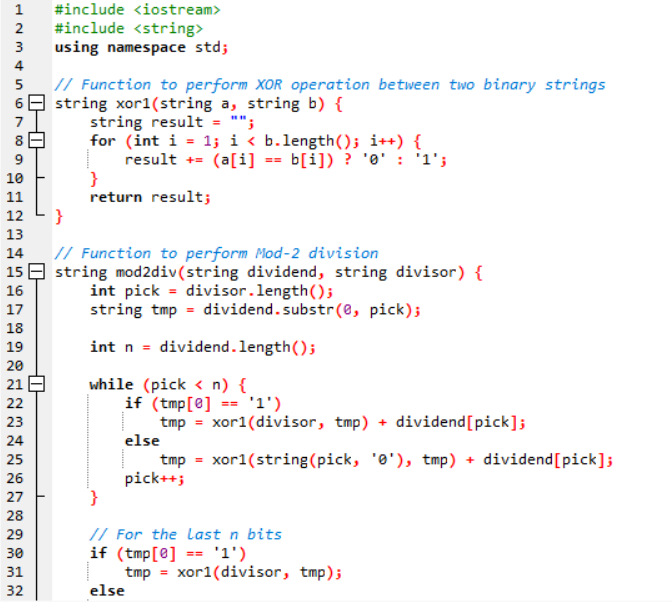 1 #include <iostream>
2 #include <string>
3 using namespace std;
4
5 // Function to perform XOR operation between two binary strings
6 string xor1(string a, string b) {
7     string result = "";
8     for (int i = 1; i < b.length(); i++) {
9         result += (a[i] == b[i]) ? '0' : '1';
10     }
11     return result;
12 }
13
14 // Function to perform Mod-2 division
15 string mod2div(string dividend, string divisor) {
16     int pick = divisor.length();
17     string tmp = dividend.substr(0, pick);
18
19     int n = dividend.length();
20
21     while (pick < n) {
22         if (tmp[0] == '1')
23             tmp = xor1(divisor, tmp) + dividend[pick];
24         else
25             tmp = xor1(string(pick, '0'), tmp) + dividend[pick];
26         pick++;
27     }
28
29     // For the last n bits
30     if (tmp[0] == '1')
31         tmp = xor1(divisor, tmp);
32     else